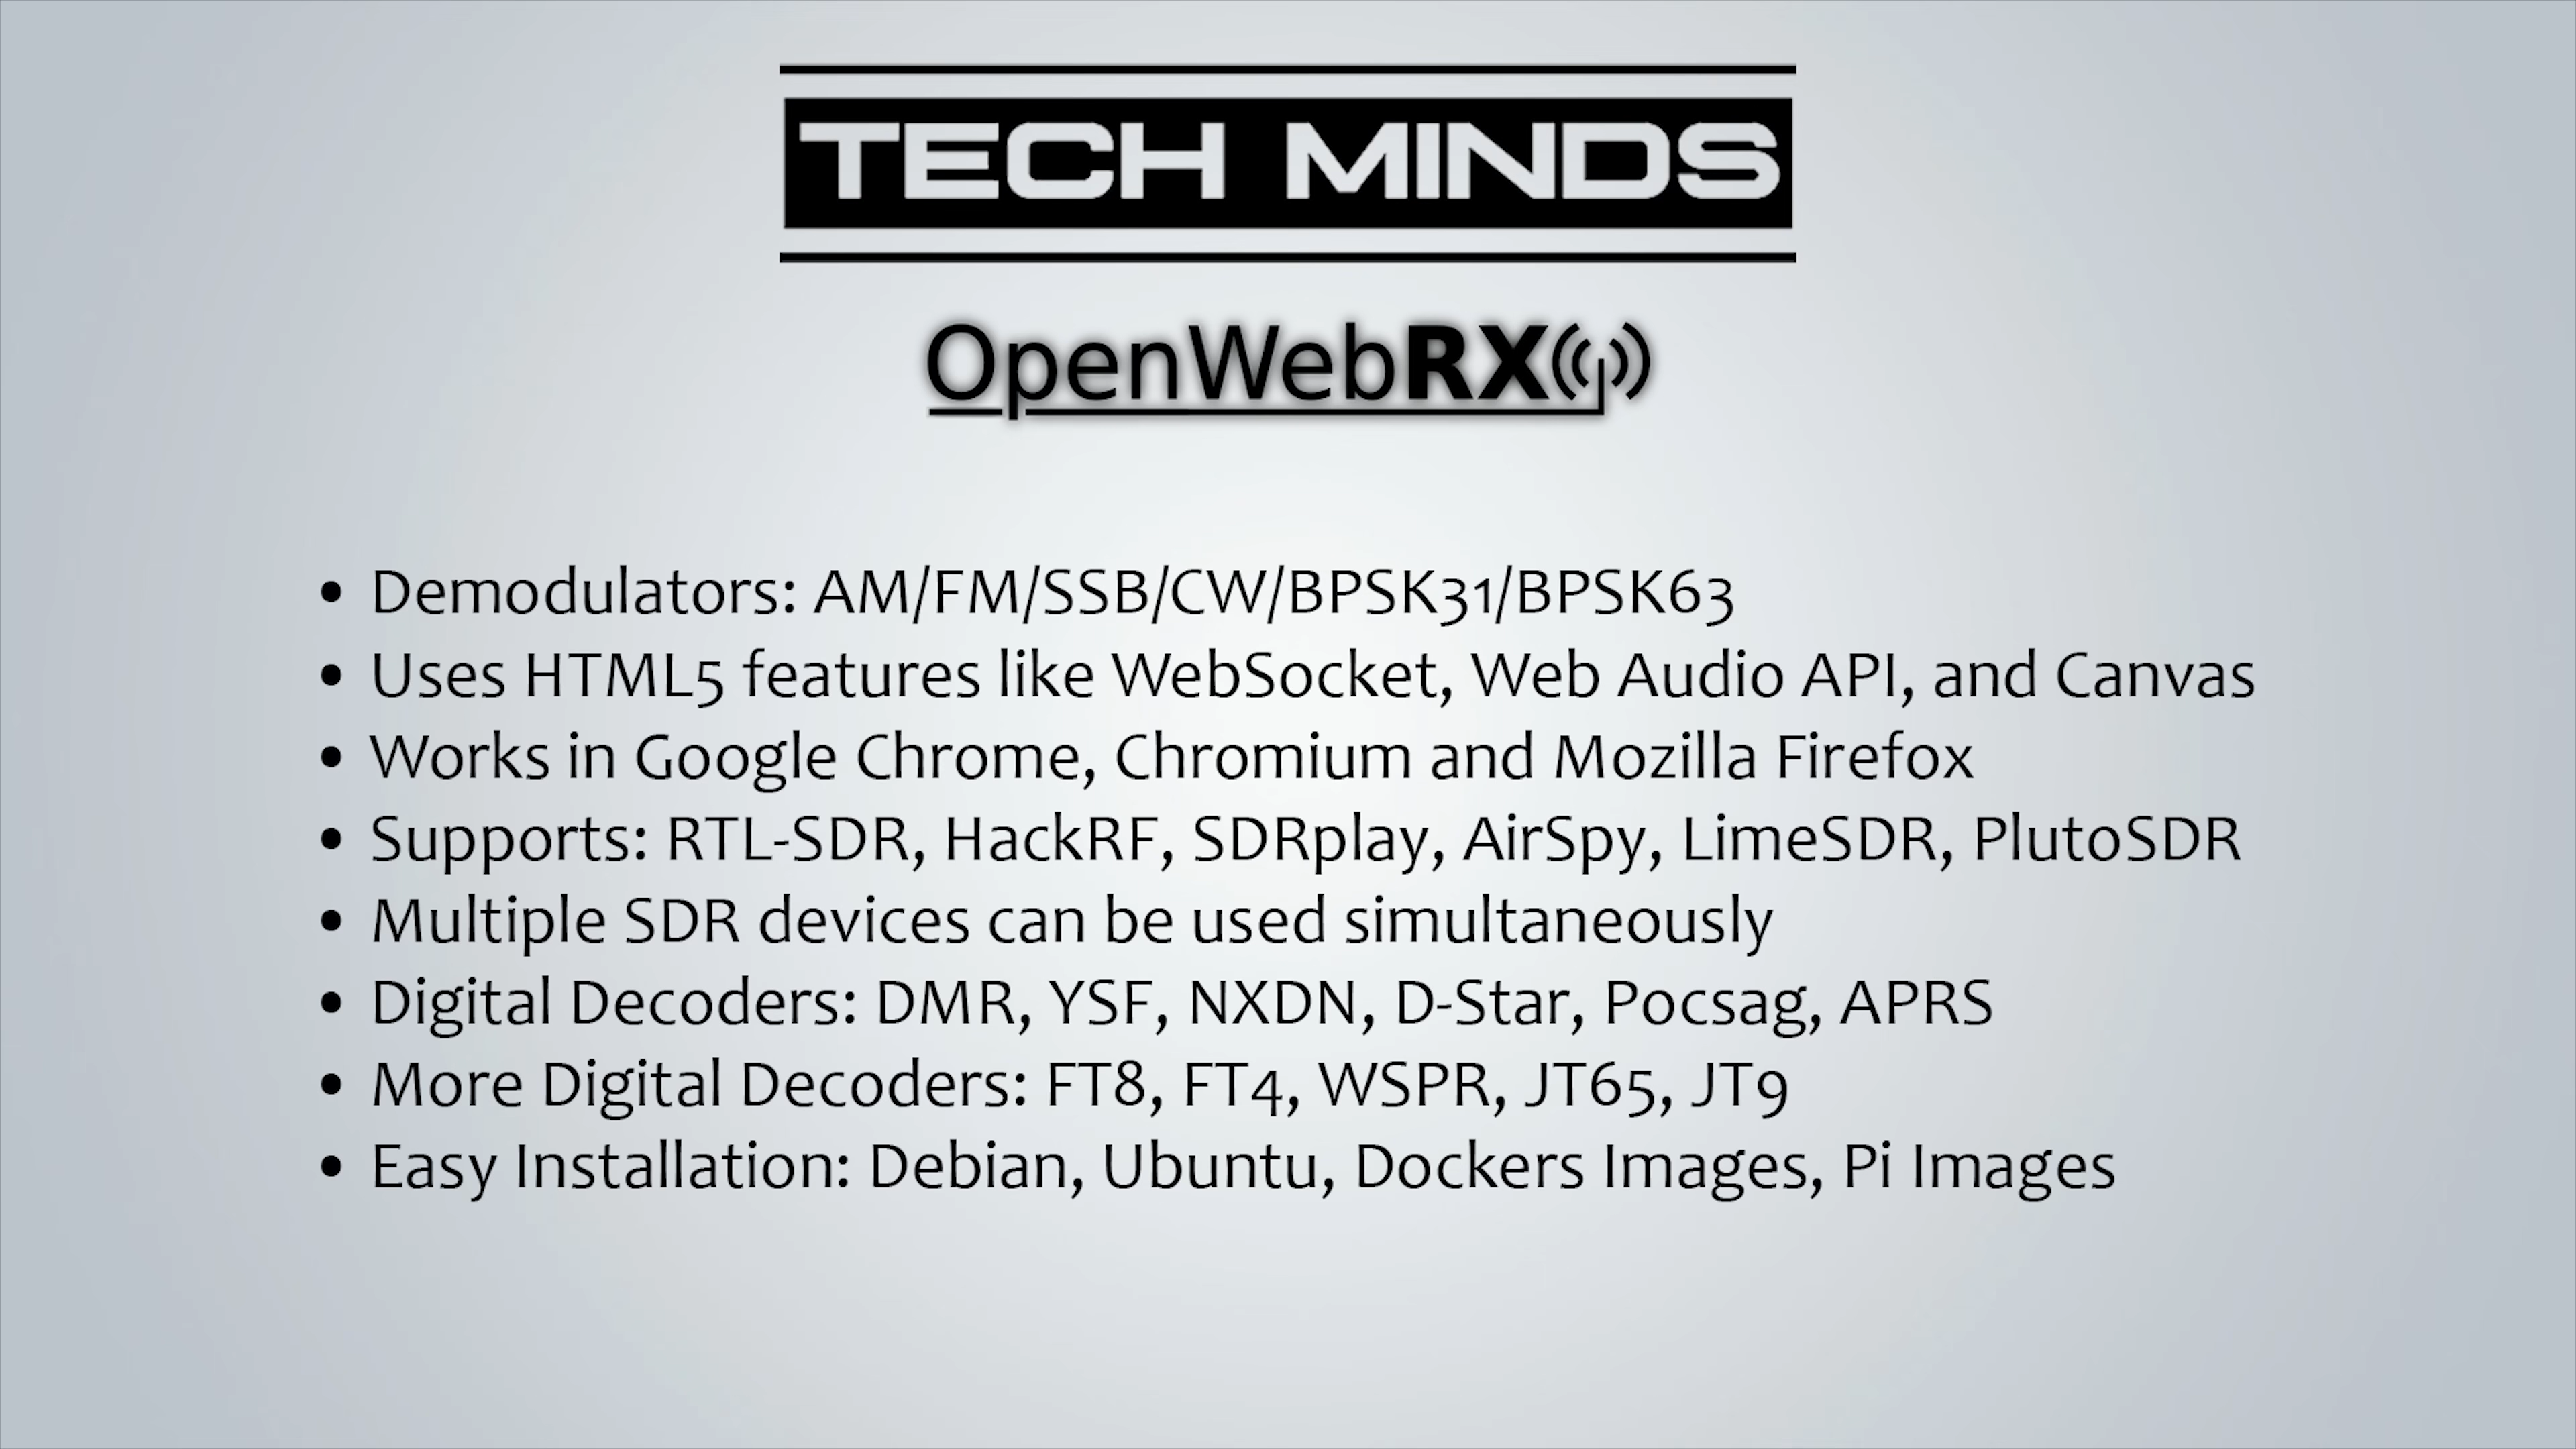 TECH MINDS
OpenWebRX
• Demodulators: AM/FM/SSB/CW/BPSK31/BPSK63
• Uses HTML5 features like WebSocket, Web Audio API, and Canvas
• Works in Google Chrome, Chromium and Mozilla Firefox
• Supports: RTL-SDR, HackRF, SDRplay, AirSpy, LimeSDR, PlutoSDR
• Multiple SDR devices can be used simultaneously
• Digital Decoders: DMR, YSF, NXDN, D-Star, Pocsag, APRS
• More Digital Decoders: FT8, FT4, WSPR, JT65, JT9
• Easy Installation: Debian, Ubuntu, Dockers Images, Pi Images